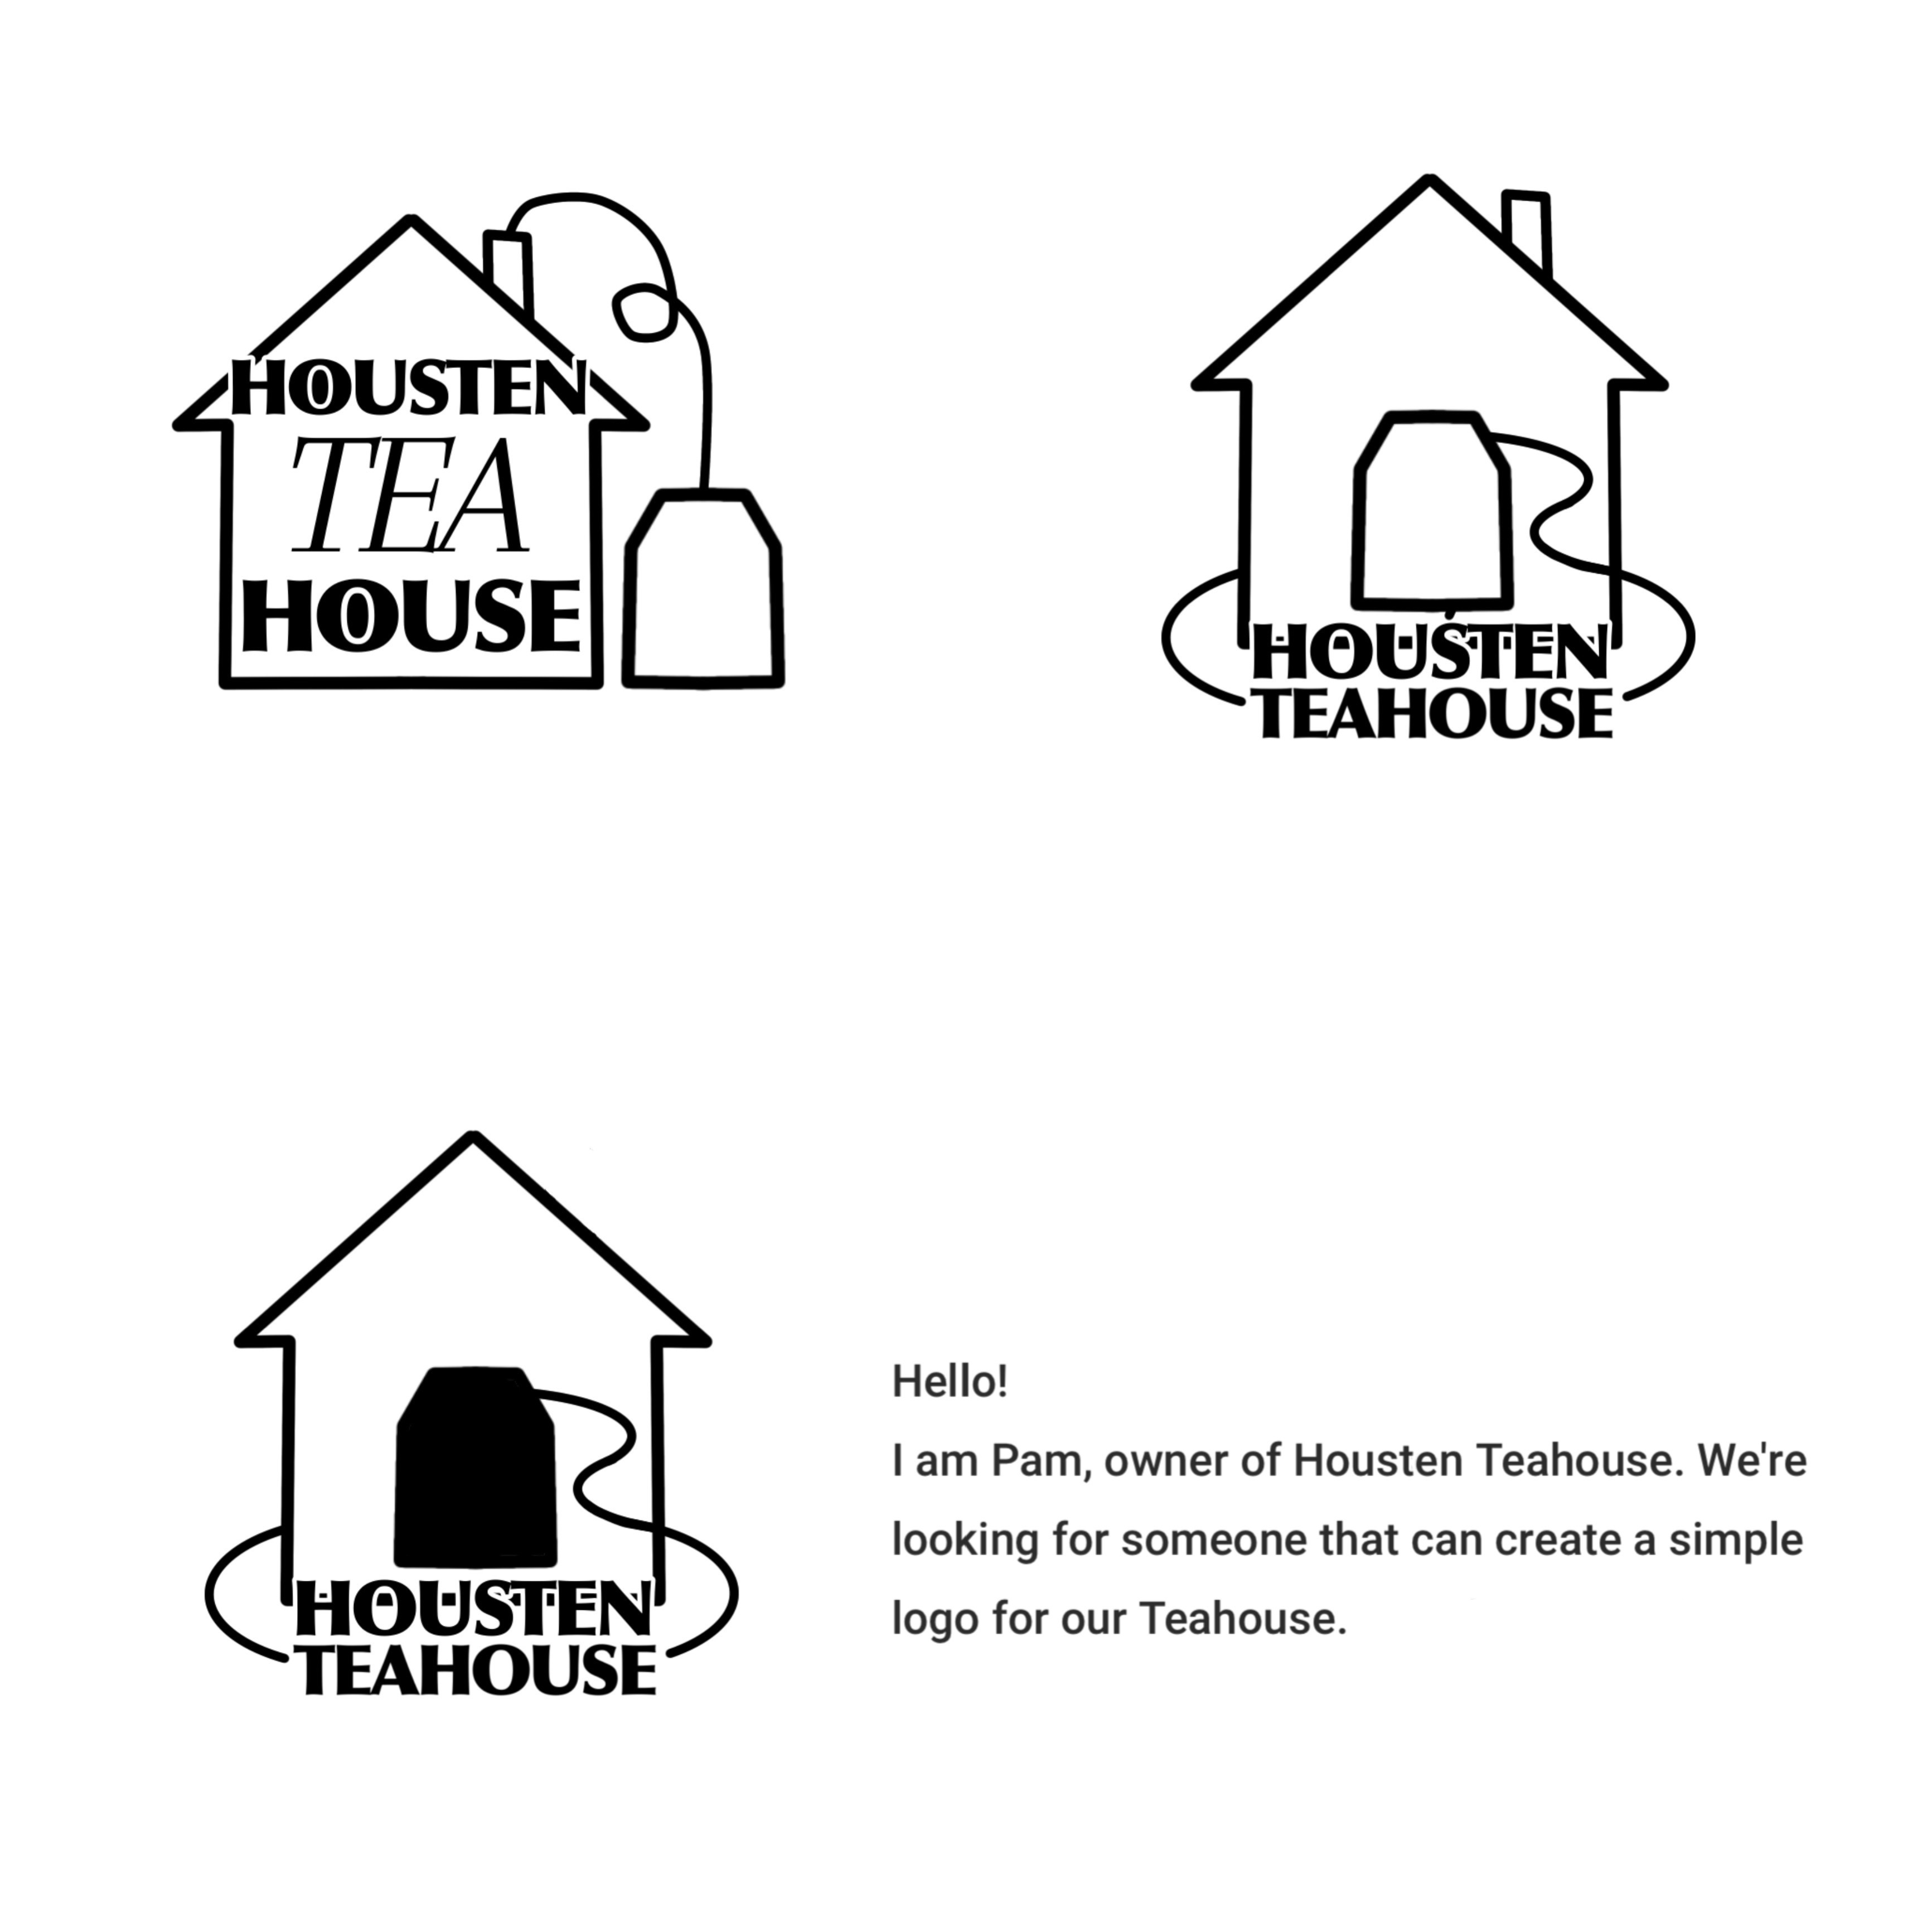 HOUSTEN
TEA
HOUSE
HOUSTEN
TEAHOUSE
HOUSTEN
TEAHOUSE
Hello!
I am Pam, owner of Housten Teahouse. We're
looking for someone that can create a simple
logo for our Teahouse.